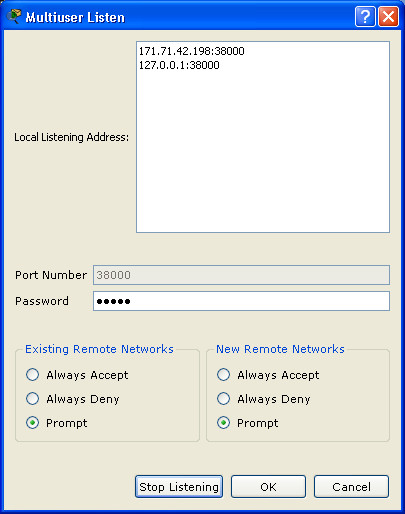 Multiuser Listen
171.71.42.198:38000
127.0.0.1:38000
Local Listening Address:
Port Number 38000
Password •••••
Existing Remote Networks New Remote Networks
Always Accept Always Accept
Always Deny Always Deny
Prompt Prompt
Stop Listening OK Cancel